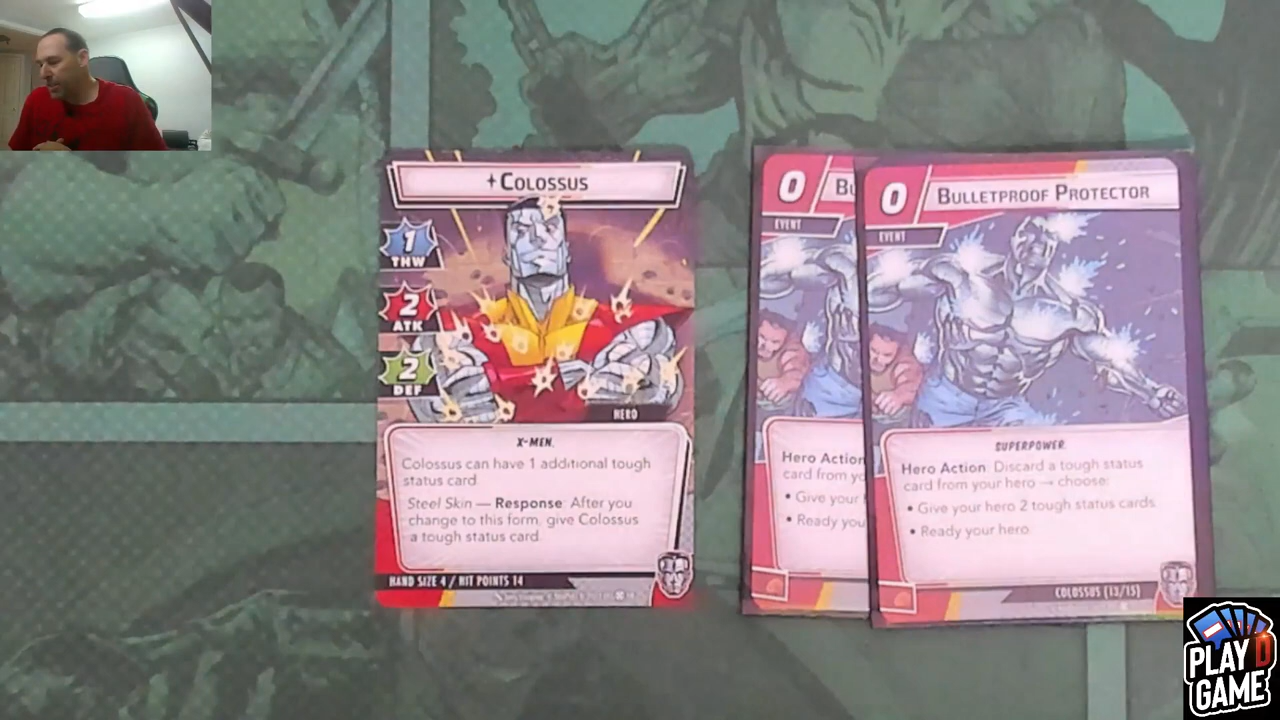 COLOSSUS
1
THW
2
ATK
2
DEF
HERO
X-MEN.
Colossus can have 1 additional tough
status card.
Steel Skin — Response: After you
change to this form, give Colossus
a tough status card.
HAND SIZE 4 / HIT POINTS 14
0
BU
EVENT
Hero Action
card from yo
• Give your
• Ready you
0
BULLETPROOF PROTECTOR
EVENT
SUPERPOWER.
Hero Action: Discard a tough status
card from your hero → choose:
• Give your hero 2 tough status cards.
• Ready your hero.
COLOSSUS (13/15)
PLAY D
GAME